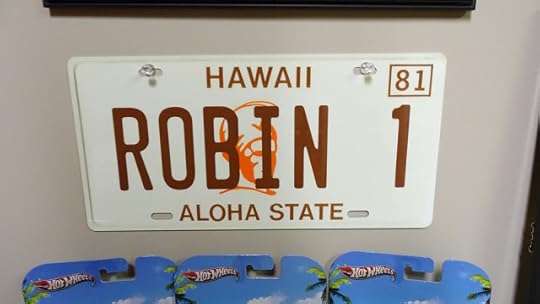 HAWAII
81
ROBIN 1
ALOHA STATE
Hot Wheels
Hot Wheels
Hot Wheels